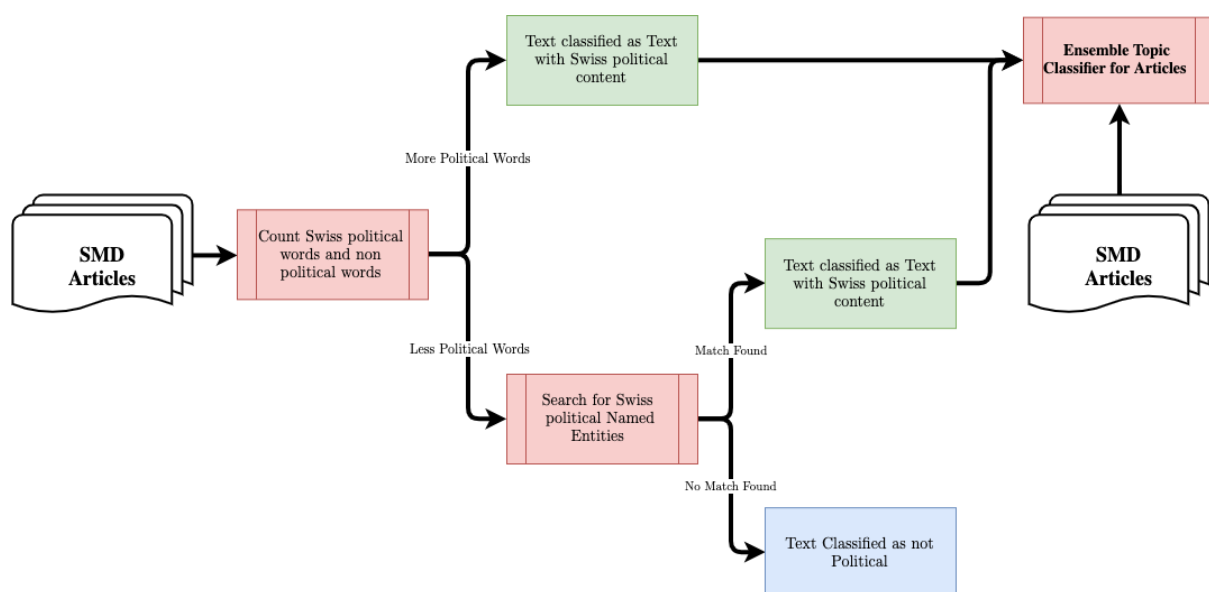 Text classified as Text
with Swiss political
content
Ensemble Topic
Classifier for Articles
More Political Words
SMD
Articles
Count Swiss political
words and non
political words
Text classified as Text
with Swiss political
content
SMD
Articles
Less Political Words
Match Found
Search for Swiss
political Named
Entities
No Match Found
Text Classified as not
Political